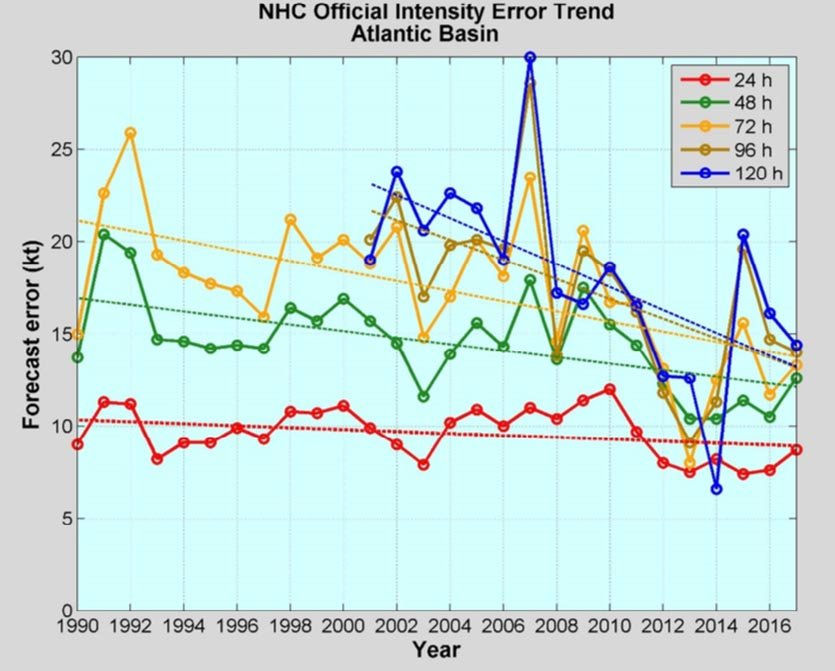 NHC Official Intensity Error Trend
Atlantic Basin
30
25
20
15
10
5
0
Forecast error (kt)
24 h
48 h
72 h
96 h
120 h
1990 1992 1994 1996 1998 2000 2002 2004 2006 2008 2010 2012 2014 2016
Year